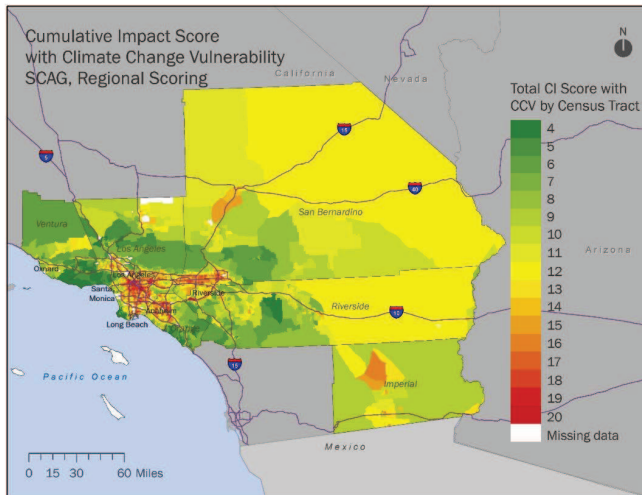 Cumulative Impact Score
with Climate Change Vulnerability
SCAG, Regional Scoring
N
California
Nevada
Total CI Score with
CCV by Census Tract
4
5
6
7
8
9
10
11
12
13
14
15
16
17
18
19
20
Missing data
5
15
40
San Bernardino
Ventura
Los Angeles
Arizona
Oxnard
Los Angeles
Santa
Monica
Riverside
Riverside
Anaheim
Long Beach
Orange
10
15
Imperial
Pacific Ocean
Mexico
0 15 30 60 Miles